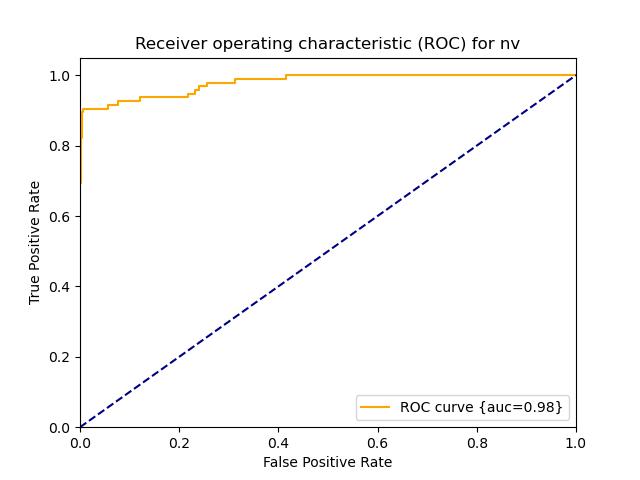 Receiver operating characteristic (ROC) for nv
1.0
0.8
0.6
0.4
0.2
0.0
True Positive Rate
ROC curve {auc=0.98}
0.0 0.2 0.4 0.6 0.8 1.0
False Positive Rate